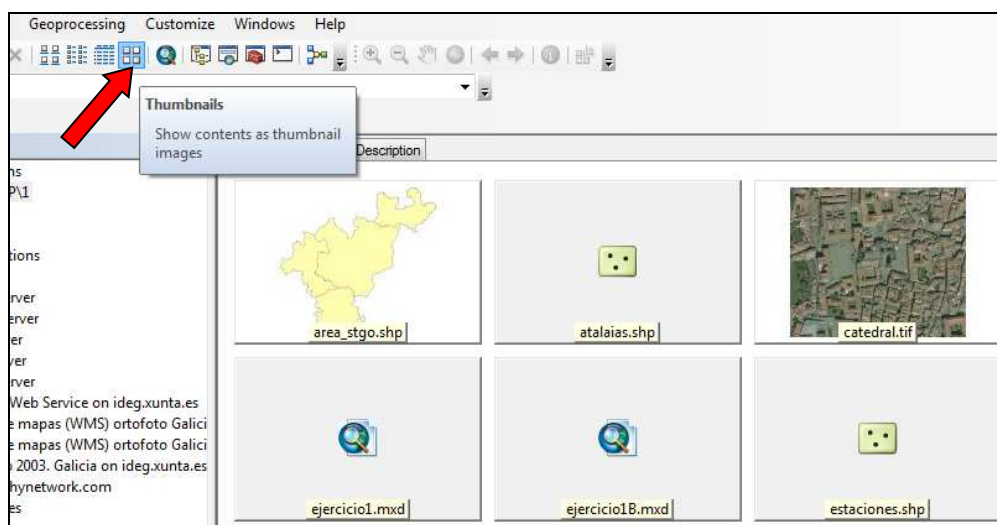 Geoprocessing Customize Windows Help
Thumbnails
Show contents as thumbnail
images
Description
ns
P\1
tions
rver
erver
er
ver
rver
Web Service on ideg.xunta.es
e mapas (WMS) ortofoto Galici
e mapas (WMS) ortofoto Galici
2003. Galicia on ideg.xunta.es
hynetwork.com
es
area_stgo.shp
atalaias.shp
catedral.tif
ejercicio1.mxd
ejercicio1B.mxd
estaciones.shp